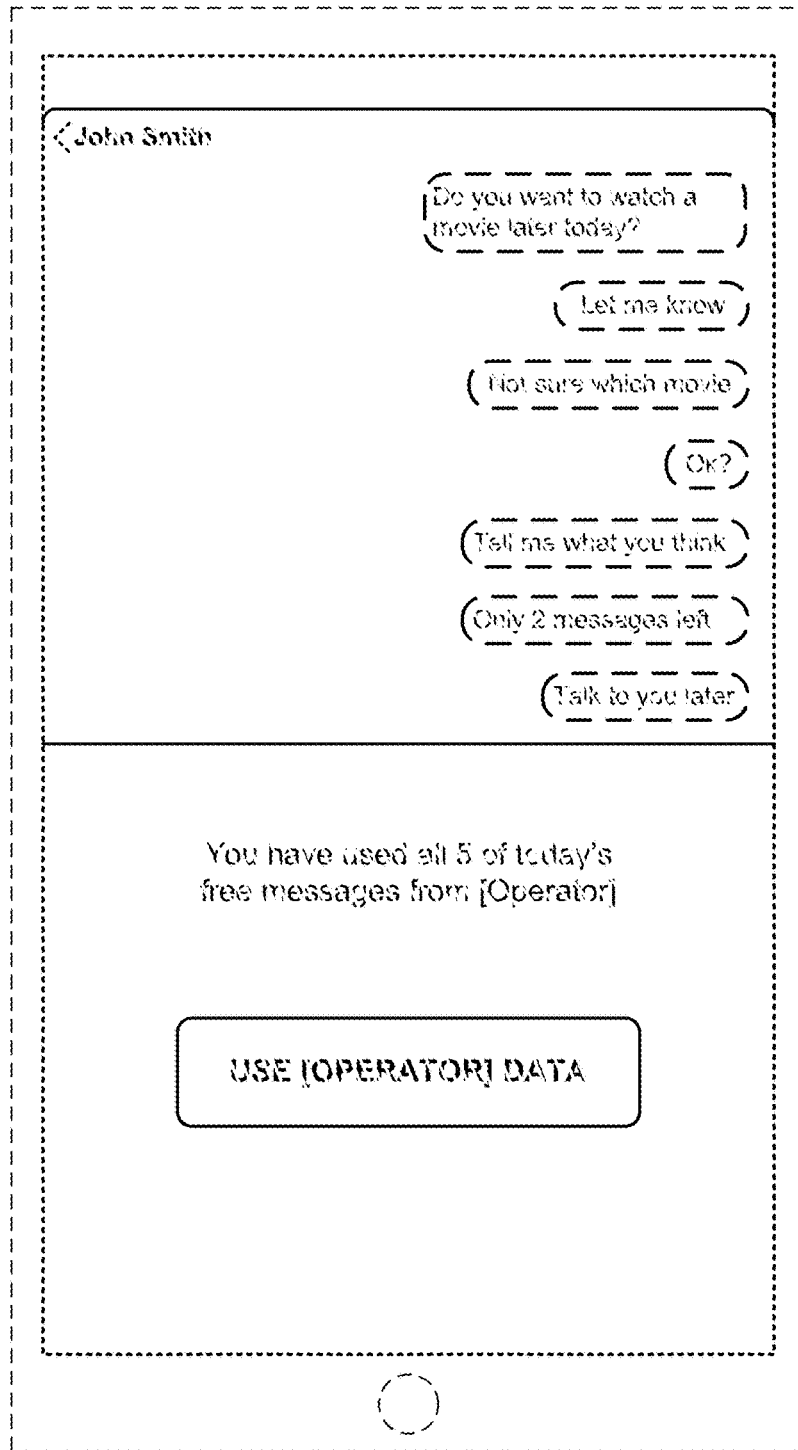 John Smith
Do you want to watch a
movie later today?
Let me know
Not sure which movie
Ok?
Tell me what you think
Only 2 messages left
Talk to you later
You have used all 5 of today's
free messages from [Operator]
USE [OPERATOR] DATA